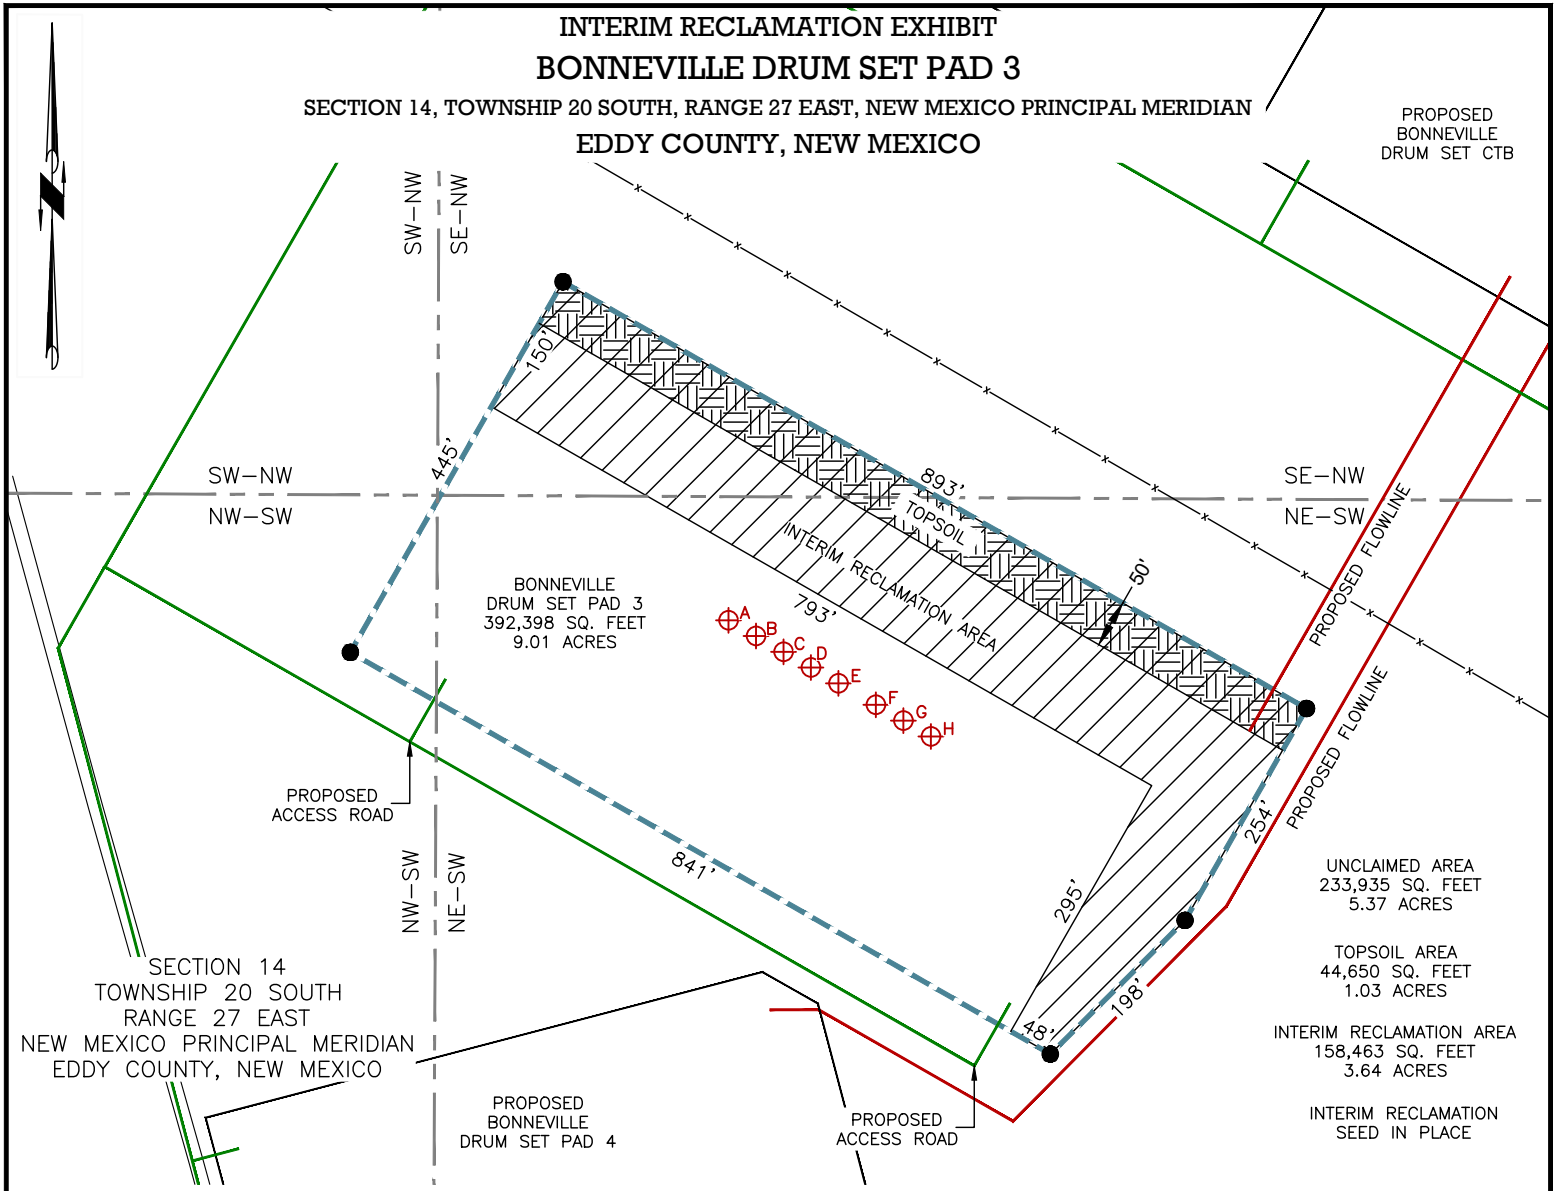 INTERIM RECLAMATION EXHIBIT
BONNEVILLE DRUM SET PAD 3
SECTION 14, TOWNSHIP 20 SOUTH, RANGE 27 EAST, NEW MEXICO PRINCIPAL MERIDIAN
EDDY COUNTY, NEW MEXICO
PROPOSED
BONNEVILLE
DRUM SET CTB
SW-NW
SE-NW
150'
445'
SW-NW
NW-SW
893'
TOPSOIL
INTERIM RECLAMATION AREA
793'
50'
SE-NW
NE-SW
PROPOSED FLOWLINE
PROPOSED FLOWLINE
BONNEVILLE
DRUM SET PAD 3
392,398 SQ. FEET
9.01 ACRES
A
B
C
D
E
F
G
H
PROPOSED
ACCESS ROAD
841'
NW-SW
NE-SW
295'
254'
198'
48'
UNCLAIMED AREA
233,935 SQ. FEET
5.37 ACRES
TOPSOIL AREA
44,650 SQ. FEET
1.03 ACRES
INTERIM RECLAMATION AREA
158,463 SQ. FEET
3.64 ACRES
INTERIM RECLAMATION
SEED IN PLACE
SECTION 14
TOWNSHIP 20 SOUTH
RANGE 27 EAST
NEW MEXICO PRINCIPAL MERIDIAN
EDDY COUNTY, NEW MEXICO
PROPOSED
BONNEVILLE
DRUM SET PAD 4
PROPOSED
ACCESS ROAD